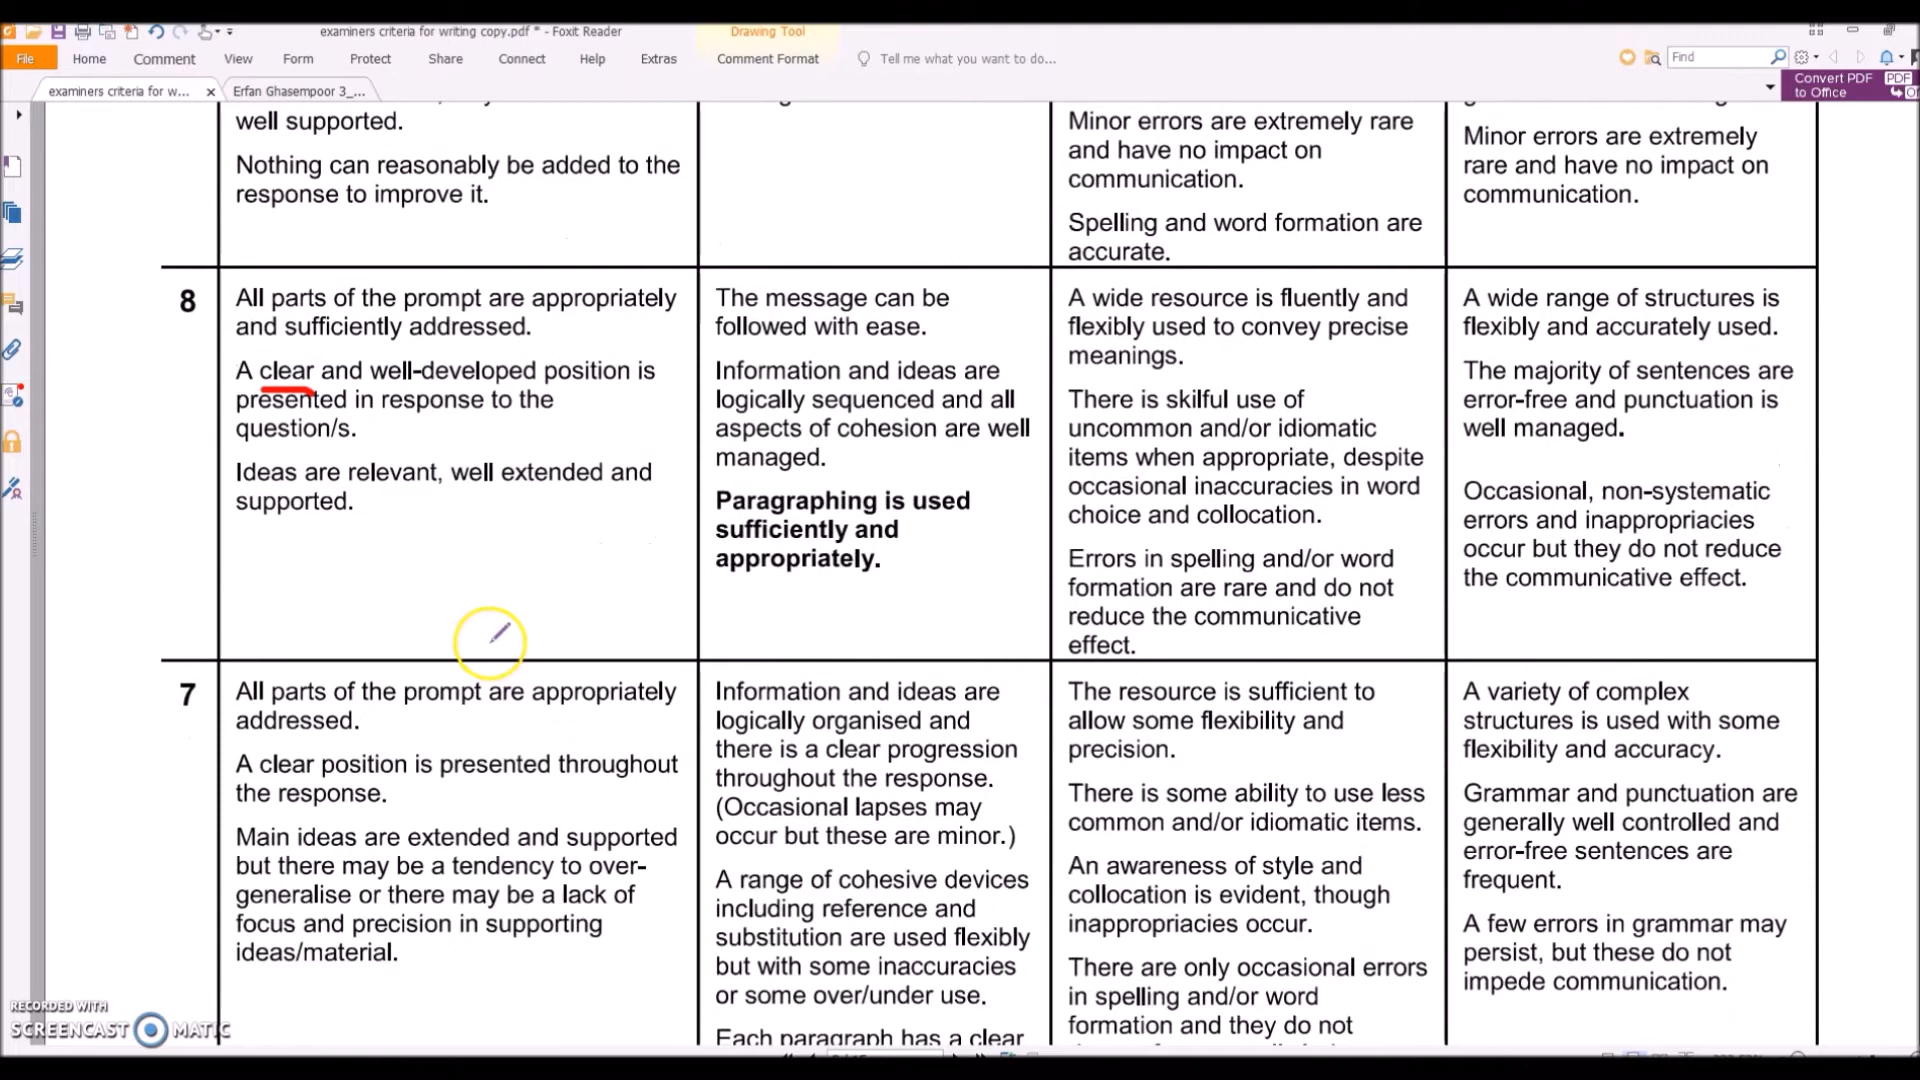 examiners criteria for writing copy.pdf * - Foxit Reader
Drawing Tool
File
Home
Comment
View
Form
Protect
Share
Connect
Help
Extras
Comment Format
Tell me what you want to do...
Find
examiners criteria for w...
Erfan Ghasempoor 3_...
Convert PDF
to Office
PDF
well supported.
Nothing can reasonably be added to the
response to improve it.
Minor errors are extremely rare
and have no impact on
communication.
Spelling and word formation are
accurate.
Minor errors are extremely
rare and have no impact on
communication.
8
All parts of the prompt are appropriately
and sufficiently addressed.
A clear and well-developed position is
presented in response to the
question/s.
Ideas are relevant, well extended and
supported.
The message can be
followed with ease.
Information and ideas are
logically sequenced and all
aspects of cohesion are well
managed.
Paragraphing is used
sufficiently and
appropriately.
A wide resource is fluently and
flexibly used to convey precise
meanings.
There is skilful use of
uncommon and/or idiomatic
items when appropriate, despite
occasional inaccuracies in word
choice and collocation.
Errors in spelling and/or word
formation are rare and do not
reduce the communicative
effect.
A wide range of structures is
flexibly and accurately used.
The majority of sentences are
error-free and punctuation is
well managed.
Occasional, non-systematic
errors and inappropriacies
occur but they do not reduce
the communicative effect.
7
All parts of the prompt are appropriately
addressed.
A clear position is presented throughout
the response.
Main ideas are extended and supported
but there may be a tendency to over-
generalise or there may be a lack of
focus and precision in supporting
ideas/material.
Information and ideas are
logically organised and
there is a clear progression
throughout the response.
(Occasional lapses may
occur but these are minor.)
A range of cohesive devices
including reference and
substitution are used flexibly
but with some inaccuracies
or some over/under use.
Each paragraph has a clear
The resource is sufficient to
allow some flexibility and
precision.
There is some ability to use less
common and/or idiomatic items.
An awareness of style and
collocation is evident, though
inappropriacies occur.
There are only occasional errors
in spelling and/or word
formation and they do not
A variety of complex
structures is used with some
flexibility and accuracy.
Grammar and punctuation are
generally well controlled and
error-free sentences are
frequent.
A few errors in grammar may
persist, but these do not
impede communication.
RECORDED WITH
SCREENCAST MATIC